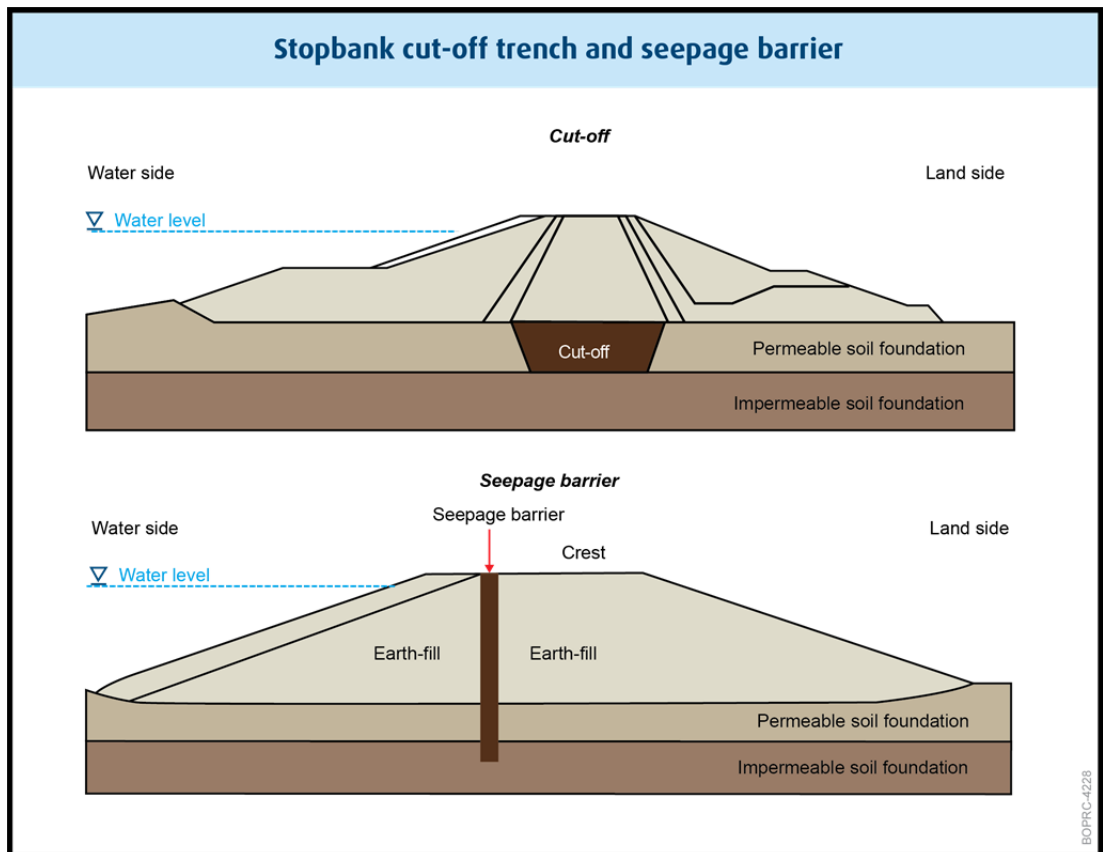 Stopbank cut-off trench and seepage barrier
Cut-off
Water side
Land side
Water level
Cut-off
Permeable soil foundation
Impermeable soil foundation
Seepage barrier
Seepage barrier
Water side
Land side
Crest
Water level
Earth-fill
Earth-fill
Permeable soil foundation
Impermeable soil foundation
BOPRC-4228